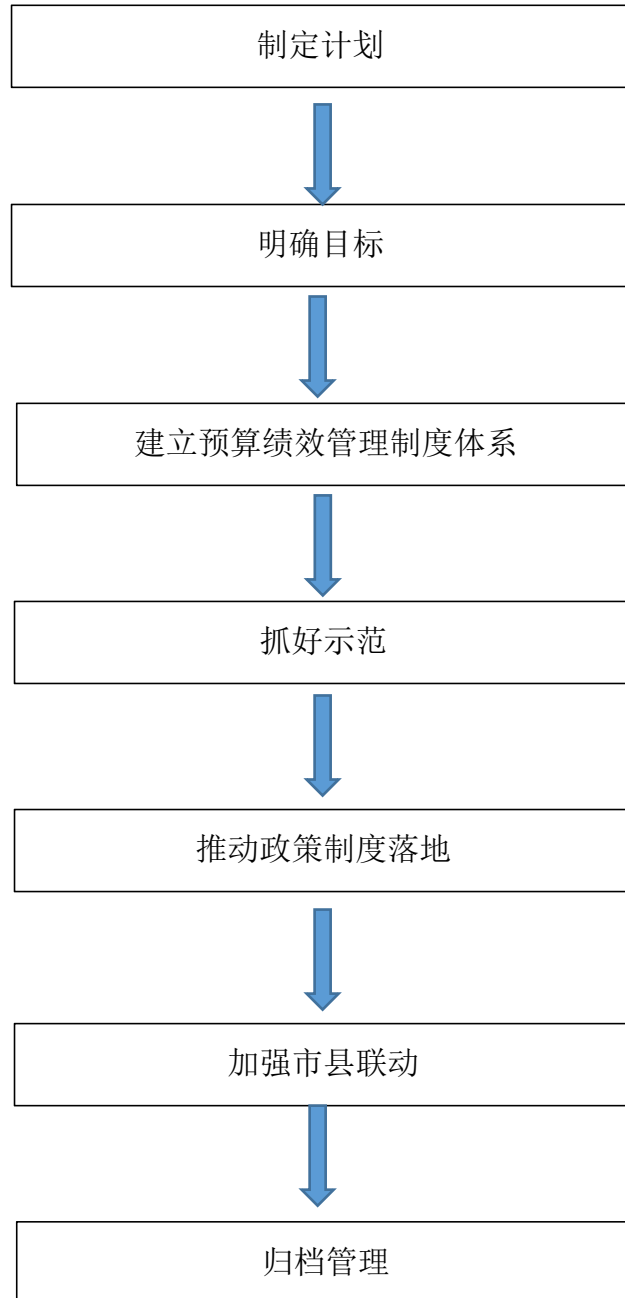 制定计划
明确目标
建立预算绩效管理制度体系
抓好示范
推动政策制度落地
加强市县联动
归档管理